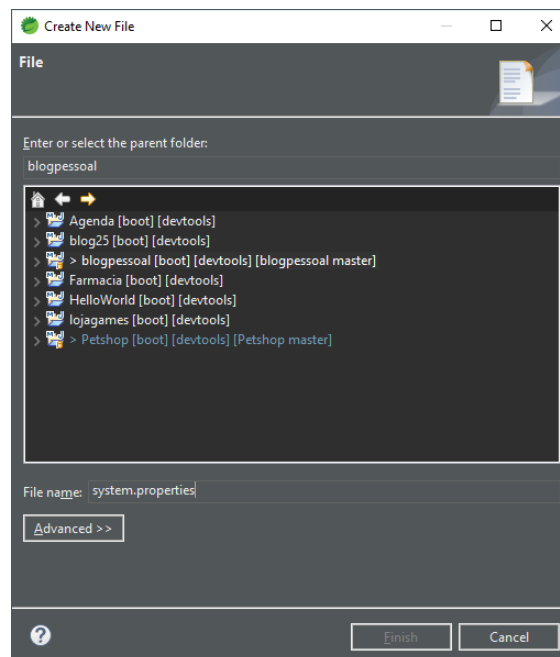 Create New File
File
Enter or select the parent folder:
blogpessoal
> Agenda [boot] [devtools]
> blog25 [boot] [devtools]
> > blogpessoal [boot] [devtools] [blogpessoal master]
> Farmacia [boot] [devtools]
> HelloWorld [boot] [devtools]
> lojagames [boot] [devtools]
> > Petshop [boot] [devtools] [Petshop master]
File name: system.properties
Advanced >>
? Finish Cancel